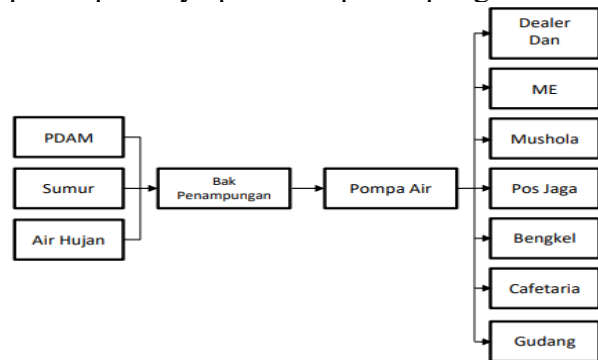 Dealer
Dan
ME
PDAM
Mushola
Sumur
Bak
Penampungan
Pompa Air
Pos Jaga
Air Hujan
Bengkel
Cafetaria
Gudang